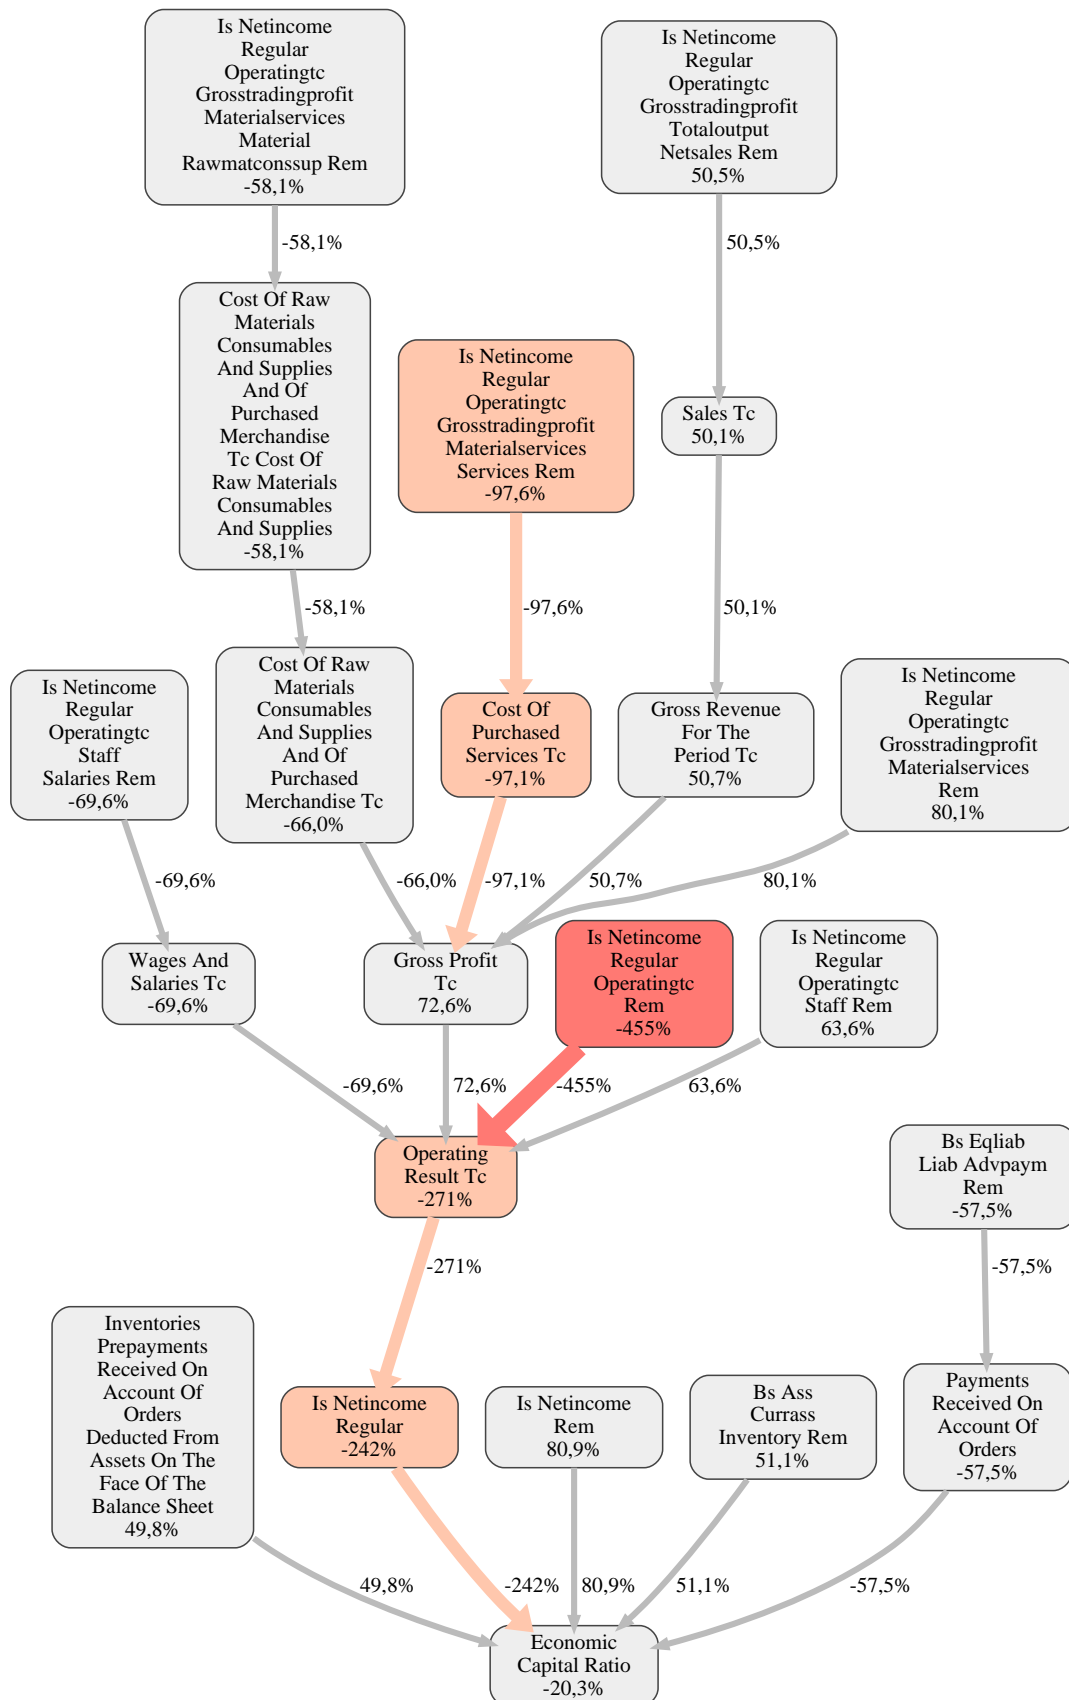 Is Netincome
Regular
Operatingtc
Grosstradingprofit
Materialservices
Material
Rawmatconssup Rem
-58,1%
Is Netincome
Regular
Operatingtc
Grosstradingprofit
Totaloutput
Netsales Rem
50,5%
-58,1%
50,5%
Cost Of Raw
Materials
Consumables
And Supplies
And Of
Purchased
Merchandise
Tc Cost Of
Raw Materials
Consumables
And Supplies
-58,1%
Is Netincome
Regular
Operatingtc
Grosstradingprofit
Materialservices
Services Rem
-97,6%
Sales Tc
50,1%
-58,1%
-97,6%
50,1%
Is Netincome
Regular
Operatingtc
Staff
Salaries Rem
-69,6%
Cost Of Raw
Materials
Consumables
And Supplies
And Of
Purchased
Merchandise Tc
-66,0%
Cost Of
Purchased
Services Tc
-97,1%
Gross Revenue
For The
Period Tc
50,7%
Is Netincome
Regular
Operatingtc
Grosstradingprofit
Materialservices
Rem
80,1%
-69,6%
-66,0%
-97,1%
50,7%
80,1%
Wages And
Salaries Tc
-69,6%
Gross Profit
Tc
72,6%
Is Netincome
Regular
Operatingtc
Rem
-455%
Is Netincome
Regular
Operatingtc
Staff Rem
63,6%
-69,6%
72,6%
-455%
63,6%
Operating
Result Tc
-271%
Bs Eqliab
Liab Advpaym
Rem
-57,5%
-271%
-57,5%
Inventories
Prepayments
Received On
Account Of
Orders
Deducted From
Assets On The
Face Of The
Balance Sheet
49,8%
Is Netincome
Regular
-242%
Is Netincome
Rem
80,9%
Bs Ass
Currass
Inventory Rem
51,1%
Payments
Received On
Account Of
Orders
-57,5%
49,8%
-242%
80,9%
51,1%
-57,5%
Economic
Capital Ratio
-20,3%